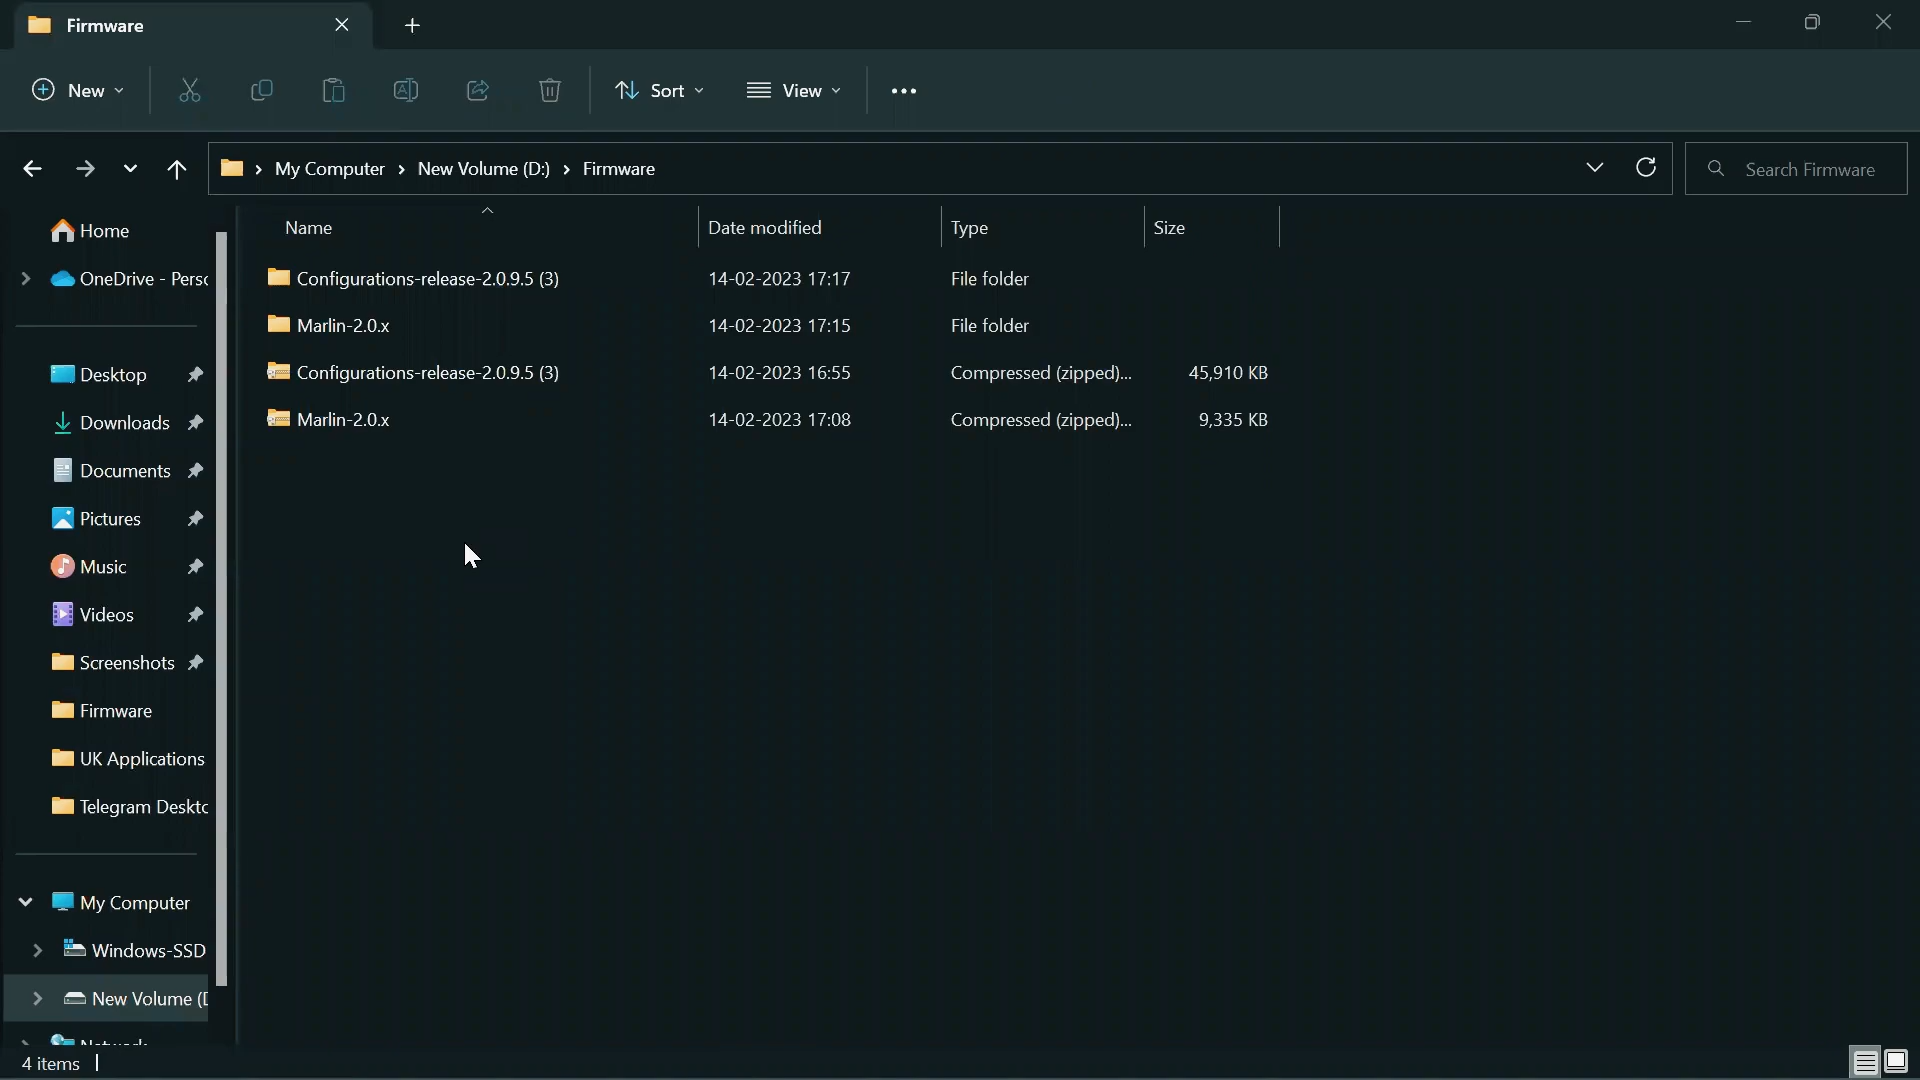 Firmware
New
Sort
View
My Computer
New Volume (D:)
Firmware
Search Firmware
Name
Date modified
Type
Size
Configurations-release-2.0.9.5 (3)
14-02-2023 17:17
File folder
Marlin-2.0.x
14-02-2023 17:15
File folder
Configurations-release-2.0.9.5 (3)
14-02-2023 16:55
Compressed (zipped)...
45,910 KB
Marlin-2.0.x
14-02-2023 17:08
Compressed (zipped)...
9,335 KB
Home
OneDrive - Perso
Desktop
Downloads
Documents
Pictures
Music
Videos
Screenshots
Firmware
UK Applications
Telegram Deskto
My Computer
Windows-SSD
New Volume (D
Network
4 items